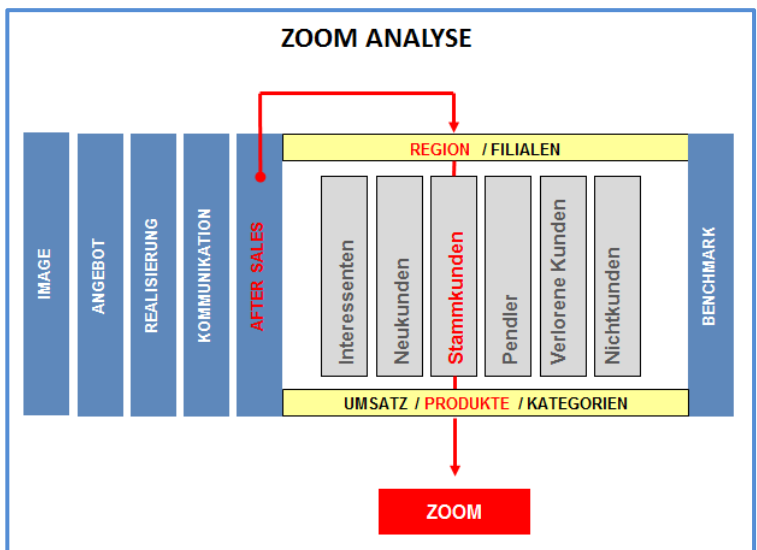 ZOOM ANALYSE
IMAGE
ANGEBOT
REALISIERUNG
KOMMUNIKATION
AFTER SALES
REGION / FILIALEN
Interessenten
Neukunden
Stammkunden
Pendler
Verlorene Kunden
Nichtkunden
UMSATZ / PRODUKTE / KATEGORIEN
BENCHMARK
ZOOM